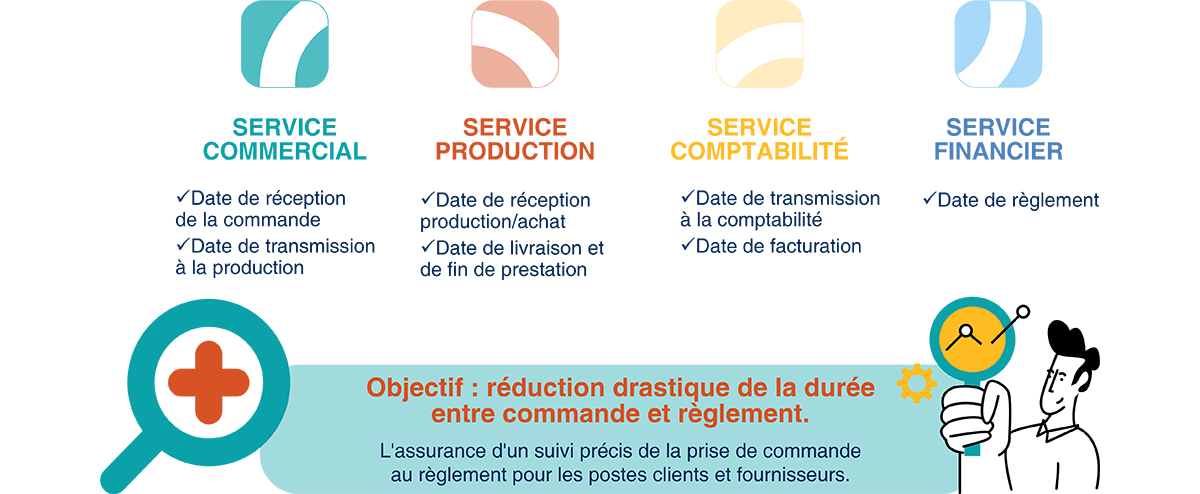 SERVICE
COMMERCIAL
✓Date de réception
de la commande
✓Date de transmission
à la production
SERVICE
PRODUCTION
✓Date de réception
production/achat
✓Date de livraison et
de fin de prestation
SERVICE
COMPTABILITÉ
✓Date de transmission
à la comptabilité
✓Date de facturation
SERVICE
FINANCIER
✓Date de règlement
Objectif : réduction drastique de la durée
entre commande et règlement.
L'assurance d'un suivi précis de la prise de commande
au règlement pour les postes clients et fournisseurs.